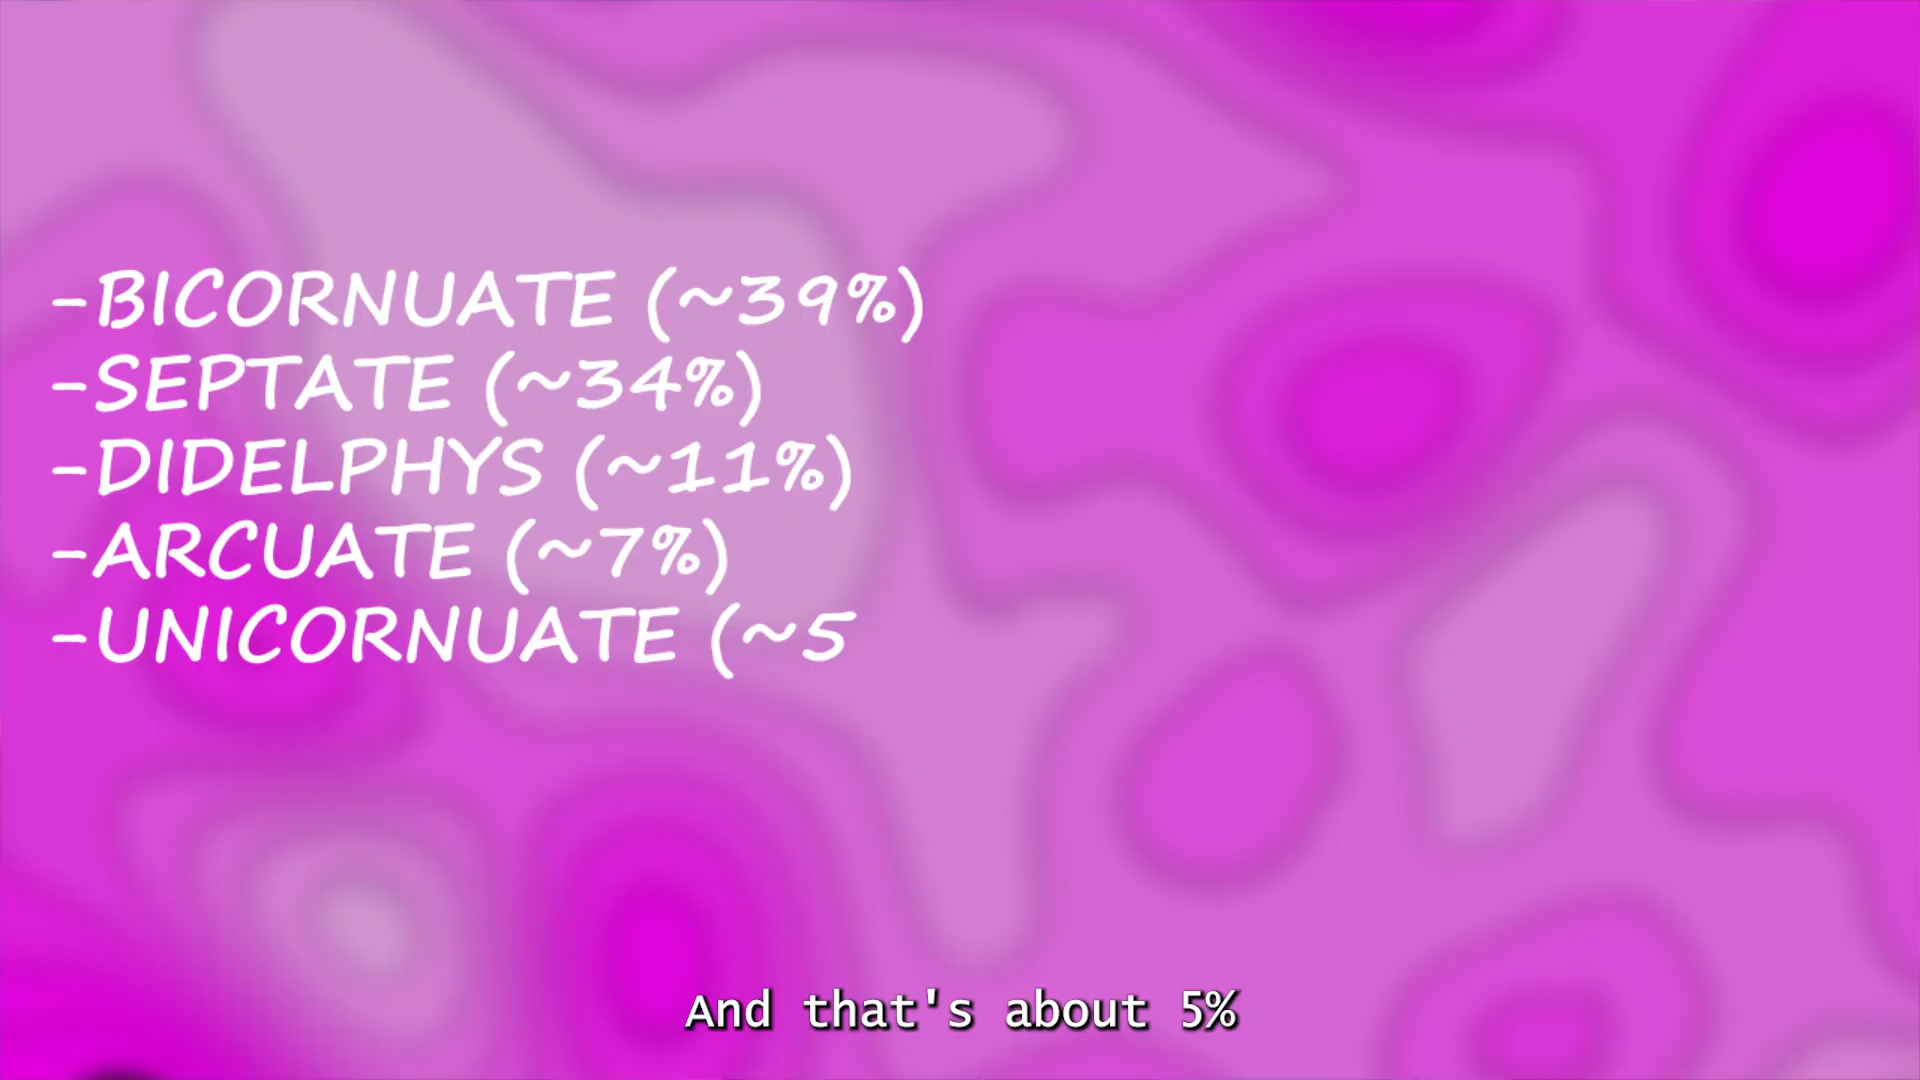 -BICORNUATE (~39%)
-SEPTATE (~34%)
-DIDELPHYS (~11%)
-ARCUATE (~7%)
-UNICORNUATE (~5
And that's about 5%